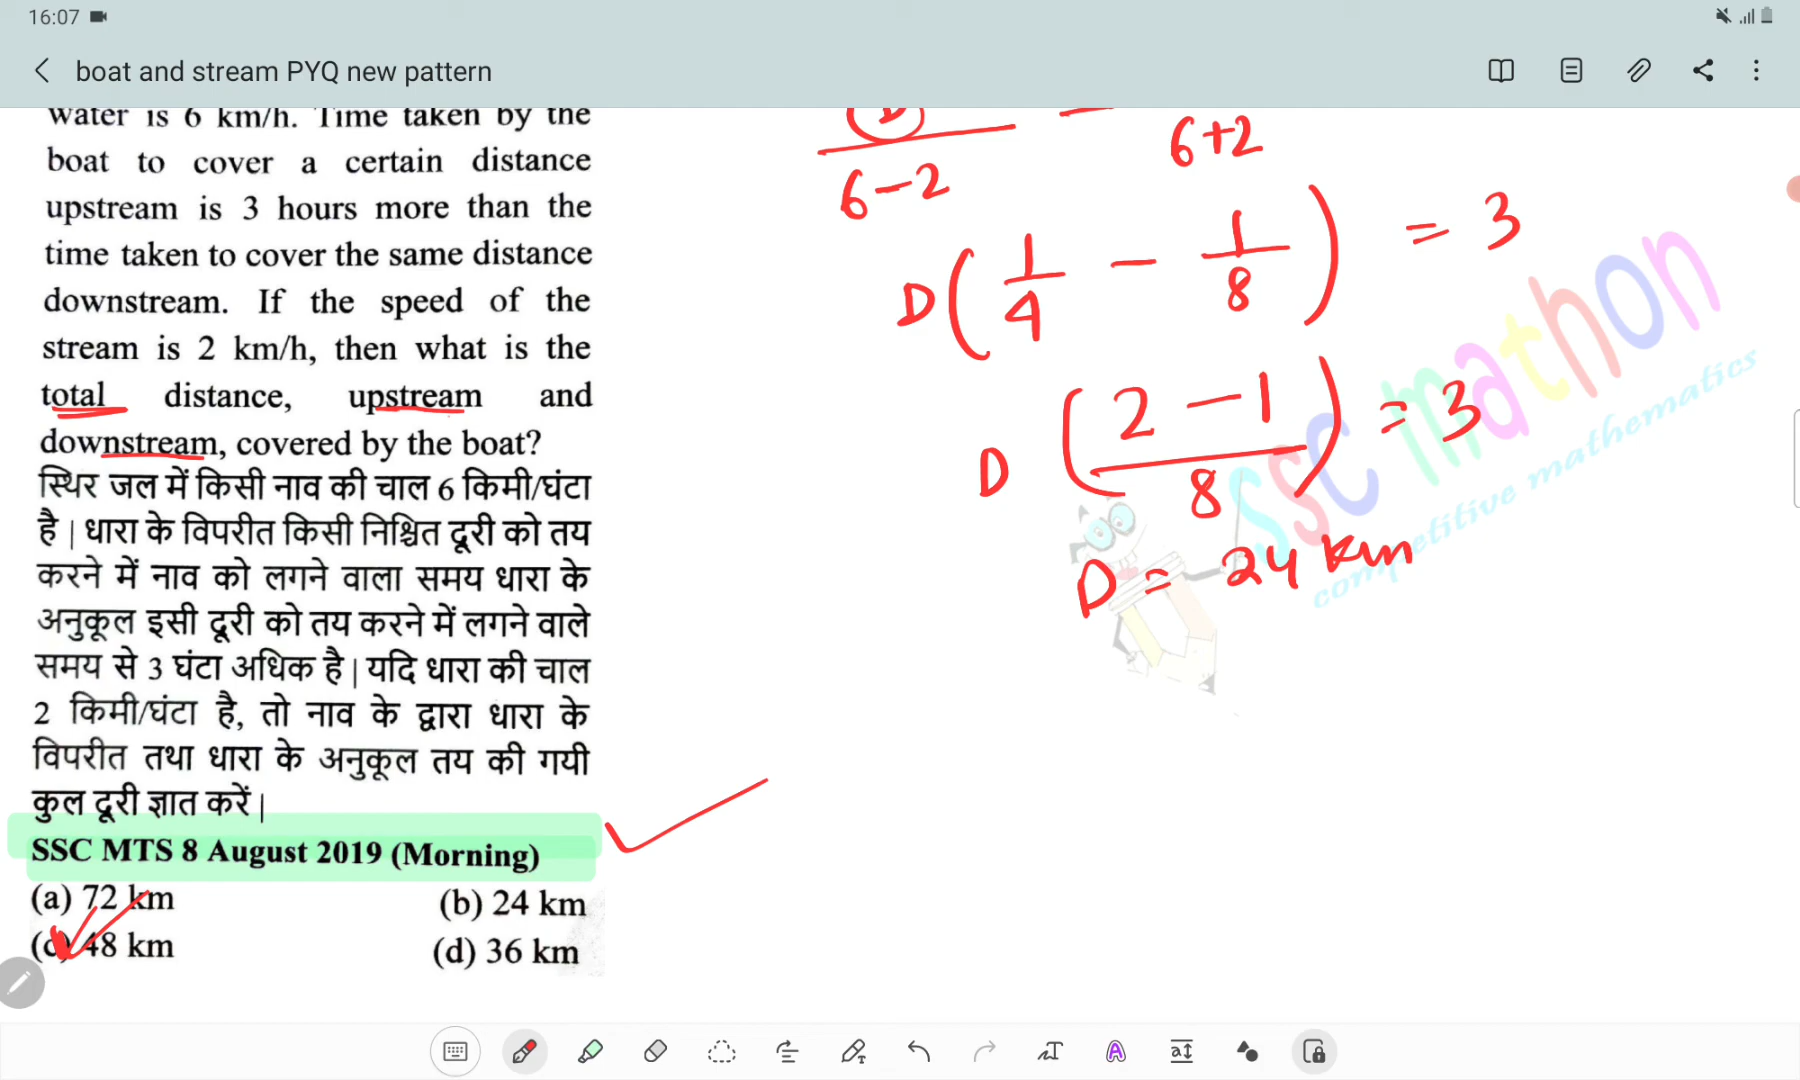 16:07
boat and stream PYQ new pattern
water is 6 km/h. Time taken by the
boat to cover a certain distance
upstream is 3 hours more than the
time taken to cover the same distance
downstream. If the speed of the
stream is 2 km/h, then what is the
total distance, upstream and
downstream, covered by the boat?
स्थिर जल में किसी नाव की चाल 6 किमी/घंटा
है | धारा के विपरीत किसी निश्चित दूरी को तय
करने में नाव को लगने वाला समय धारा के
अनुकूल इसी दूरी को तय करने में लगने वाले
समय से 3 घंटा अधिक है | यदि धारा की चाल
2 किमी/घंटा है, तो नाव के द्वारा धारा के
विपरीत तथा धारा के अनुकूल तय की गयी
कुल दूरी ज्ञात करें |
SSC MTS 8 August 2019 (Morning)
(a) 72 km (b) 24 km
(c) 48 km (d) 36 km
D
6-2 6+2
D(1/4 - 1/8) = 3
D(2-1/8) = 3
D = 24 km
ssc mathon
competitive mathematics